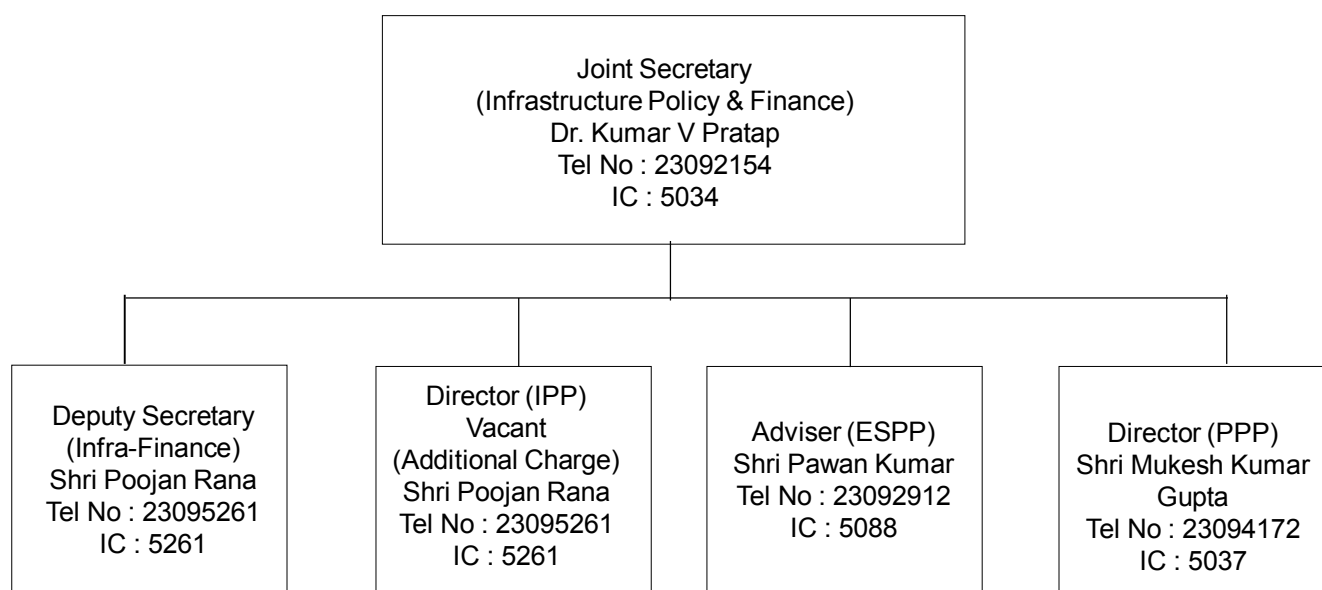 Joint Secretary
(Infrastructure Policy & Finance)
Dr. Kumar V Pratap
Tel No : 23092154
IC : 5034
Deputy Secretary
(Infra-Finance)
Shri Poojan Rana
Tel No : 23095261
IC : 5261
Director (IPP)
Vacant
(Additional Charge)
Shri Poojan Rana
Tel No : 23095261
IC : 5261
Adviser (ESPP)
Shri Pawan Kumar
Tel No : 23092912
IC : 5088
Director (PPP)
Shri Mukesh Kumar
Gupta
Tel No : 23094172
IC : 5037